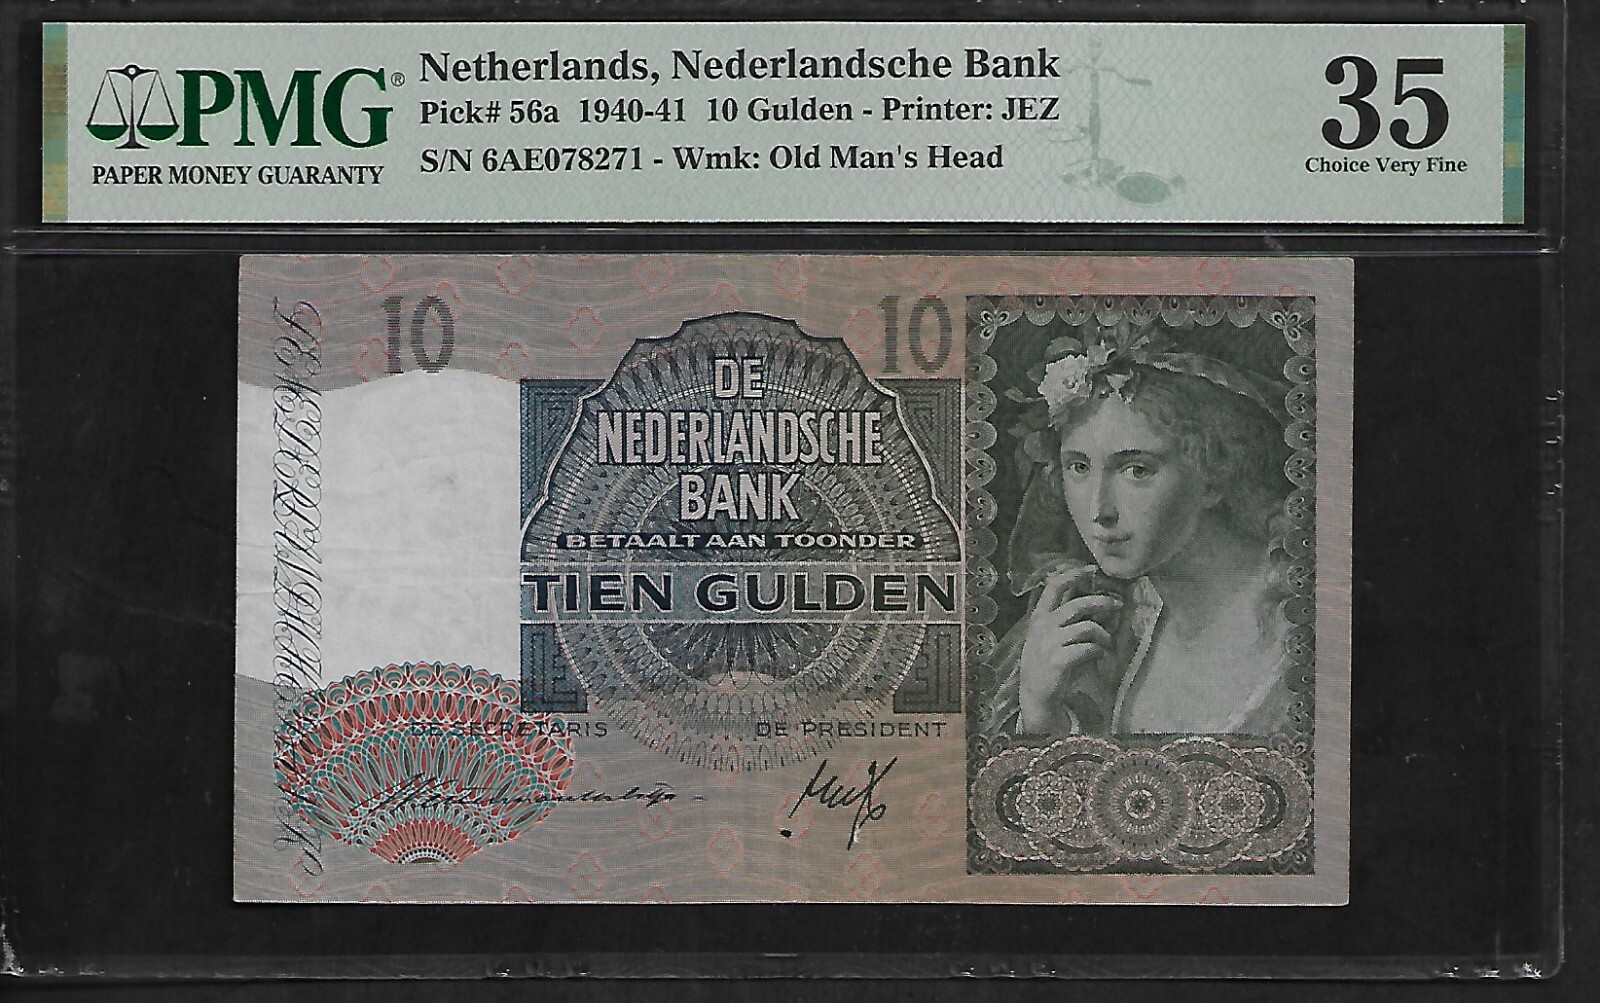 PMG®
PAPER MONEY GUARANTY
Netherlands, Nederlandsche Bank
Pick# 56a 1940-41 10 Gulden - Printer: JEZ
S/N 6AE078271 - Wmk: Old Man's Head
35
Choice Very Fine
10
10
DE
NEDERLANDSCHE
BANK
BETAALT AAN TOONDER
TIEN GULDEN
DE SECRETARIS
DE PRESIDENT